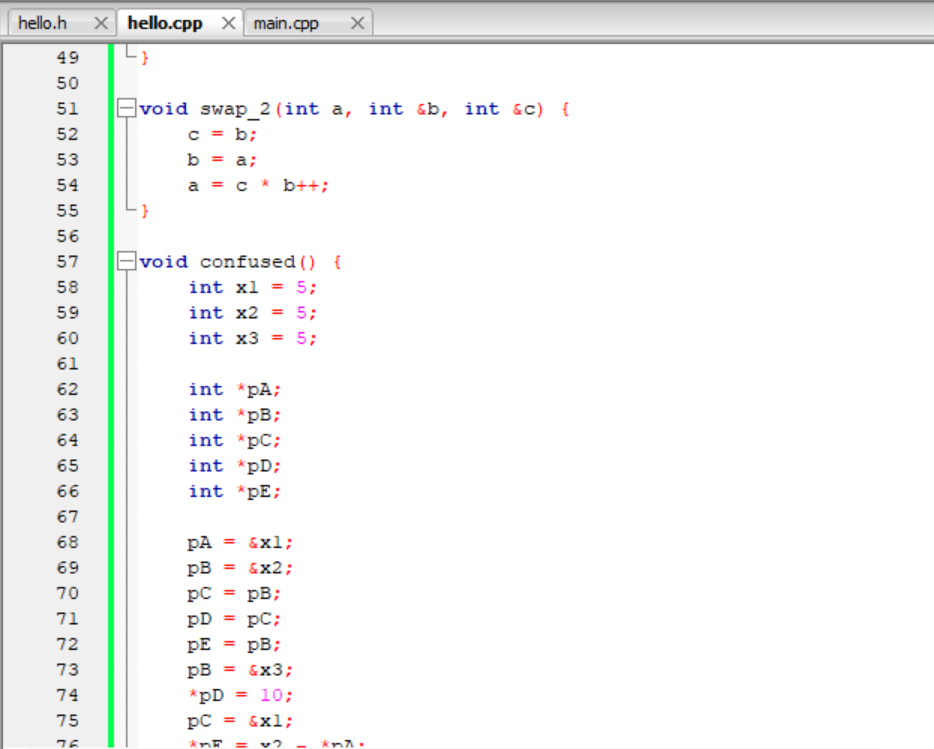 hello.h hello.cpp main.cpp
49 }
50
51 void swap_2(int a, int &b, int &c) {
52 c = b;
53 b = a;
54 a = c * b++;
55 }
56
57 void confused() {
58 int x1 = 5;
59 int x2 = 5;
60 int x3 = 5;
61
62 int *pA;
63 int *pB;
64 int *pC;
65 int *pD;
66 int *pE;
67
68 pA = &x1;
69 pB = &x2;
70 pC = pB;
71 pD = pC;
72 pE = pB;
73 pB = &x3;
74 *pD = 10;
75 pC = &x1;
76 = x2 - *pA;